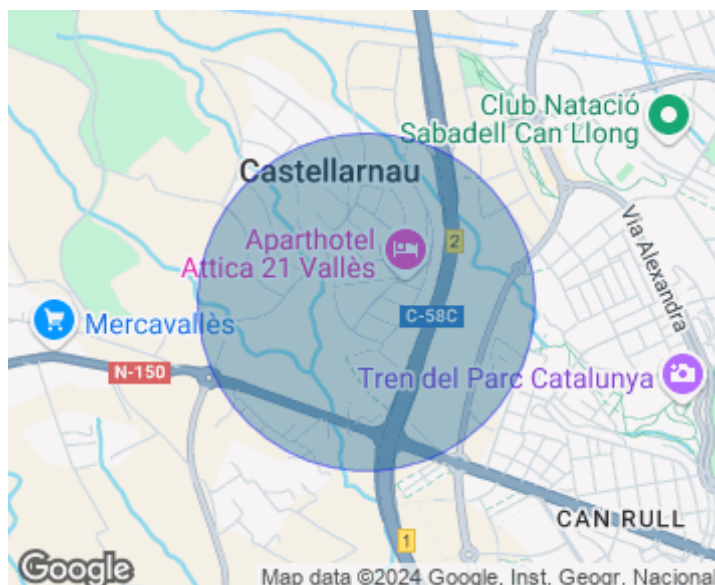 Club Natació
Sabadell Can Llong
Castellarnau
2
Aparthotel
Attica 21 Vallès
Via Alexandra
C-58C
Mercavallès
N-150
Tren del Parc Catalunya
CAN RULL
1
Google
Map data ©2024 Google, Inst. Geogr. Nacional